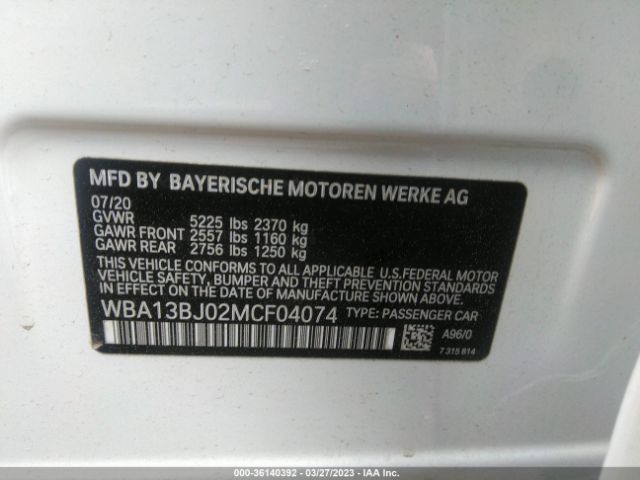 MFD BY BAYERISCHE MOTOREN WERKE AG
07/20
GVWR 5225 lbs 2370 kg
GAWR FRONT 2557 lbs 1160 kg
GAWR REAR 2756 lbs 1250 kg
THIS VEHICLE CONFORMS TO ALL APPLICABLE U.S.FEDERAL MOTOR
VEHICLE SAFETY, BUMPER AND THEFT PREVENTION STANDARDS
IN EFFECT ON THE DATE OF MANUFACTURE SHOWN ABOVE.
WBA13BJ02MCF04074 TYPE: PASSENGER CAR
A96/0
7 315 814
000-36140392 - 03/27/2023 - IAA Inc.